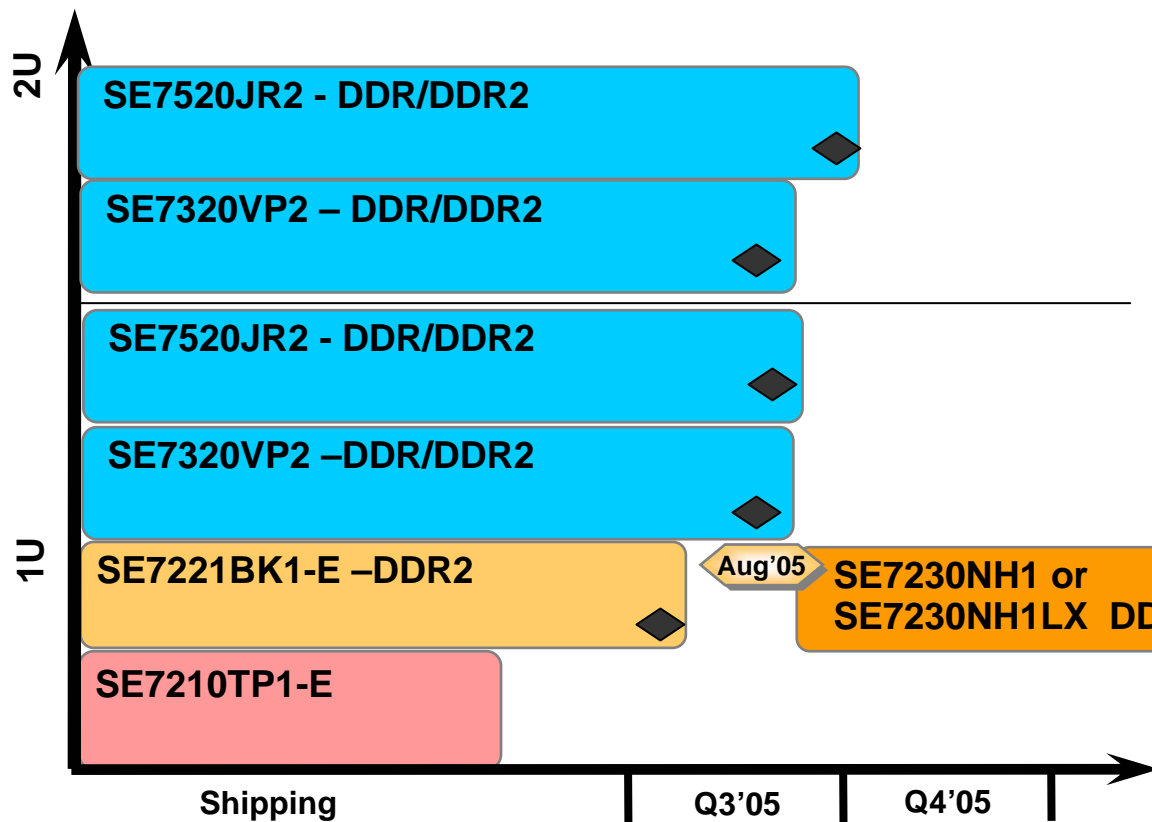 2U
SE7520JR2 - DDR/DDR2
SE7320VP2 – DDR/DDR2
SE7520JR2 - DDR/DDR2
SE7320VP2 –DDR/DDR2
1U
SE7221BK1-E –DDR2
Aug’05
SE7230NH1 or
SE7230NH1LX
SE7210TP1-E
Shipping
Q3’05
Q4’05